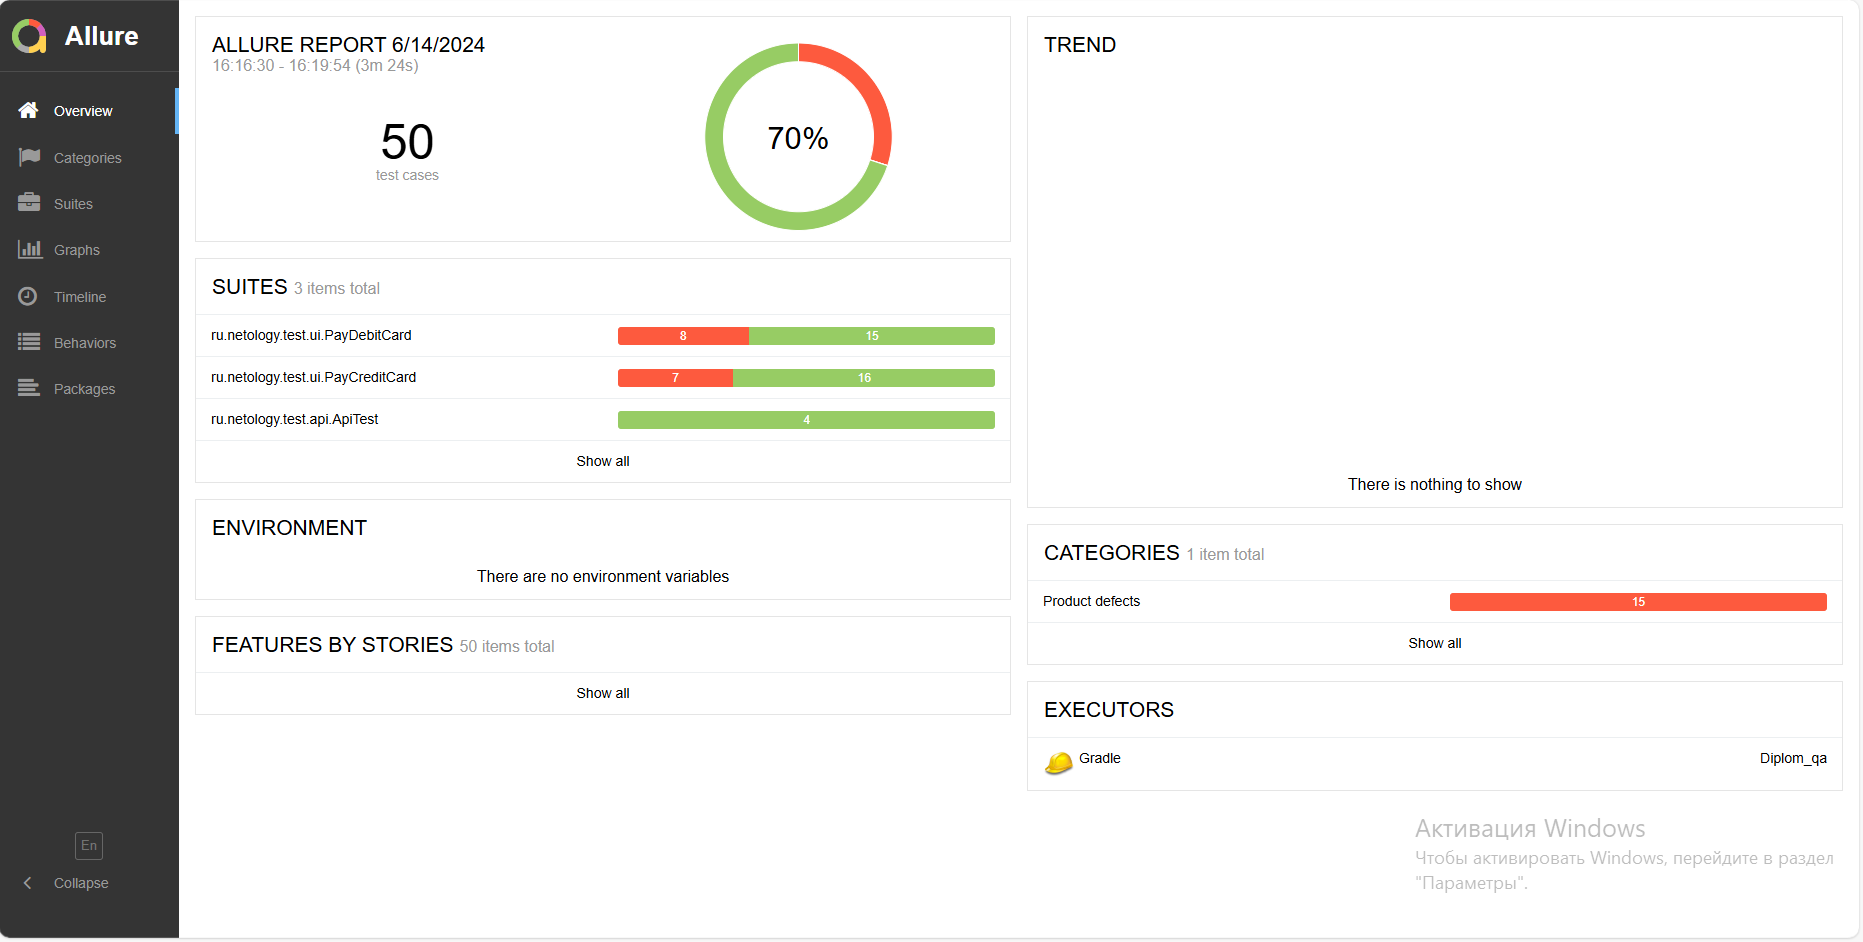 Allure
Overview
Categories
Suites
Graphs
Timeline
Behaviors
Packages
En
Collapse
ALLURE REPORT 6/14/2024
16:16:30 - 16:19:54 (3m 24s)
50
test cases
70%
SUITES 3 items total
ru.netology.test.ui.PayDebitCard 8 15
ru.netology.test.ui.PayCreditCard 7 16
ru.netology.test.api.ApiTest 4
Show all
ENVIRONMENT
There are no environment variables
FEATURES BY STORIES 50 items total
Show all
TREND
There is nothing to show
CATEGORIES 1 item total
Product defects 15
Show all
EXECUTORS
Gradle Diplom_qa
Активация Windows
Чтобы активировать Windows, перейдите в раздел
"Параметры".